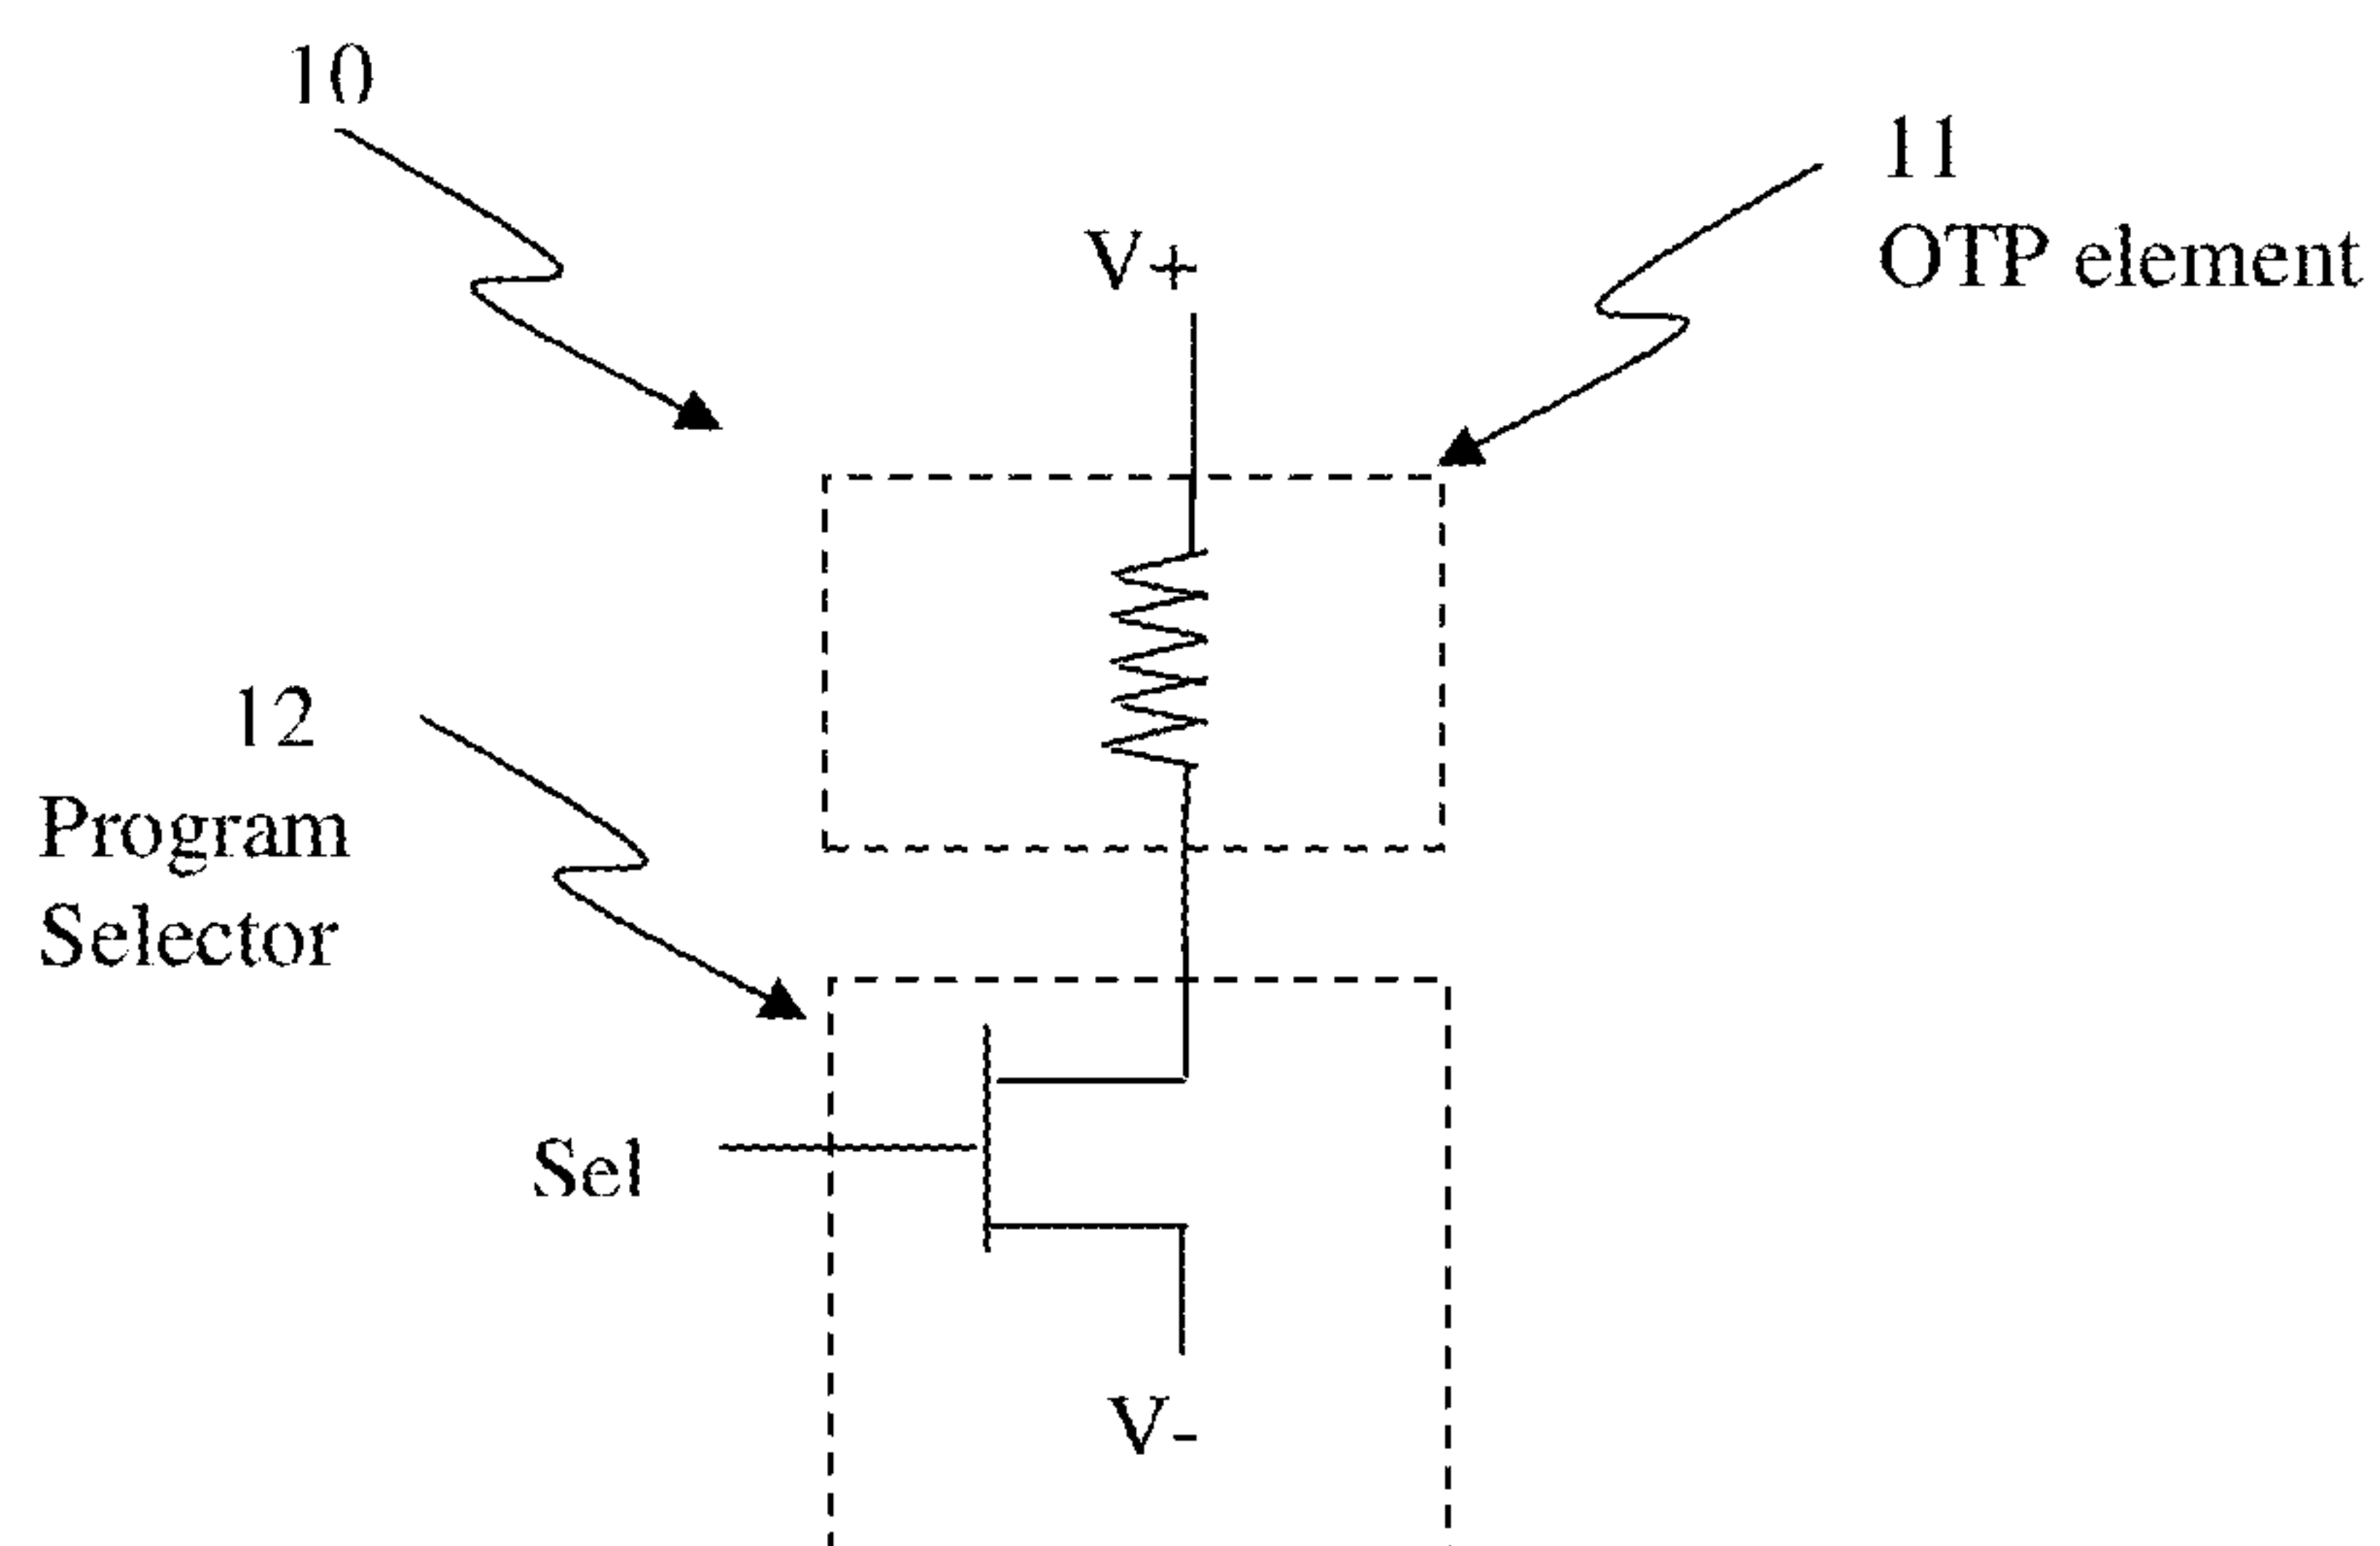 10
11
OTP element
V+
12
Program
Selector
Sel
V-